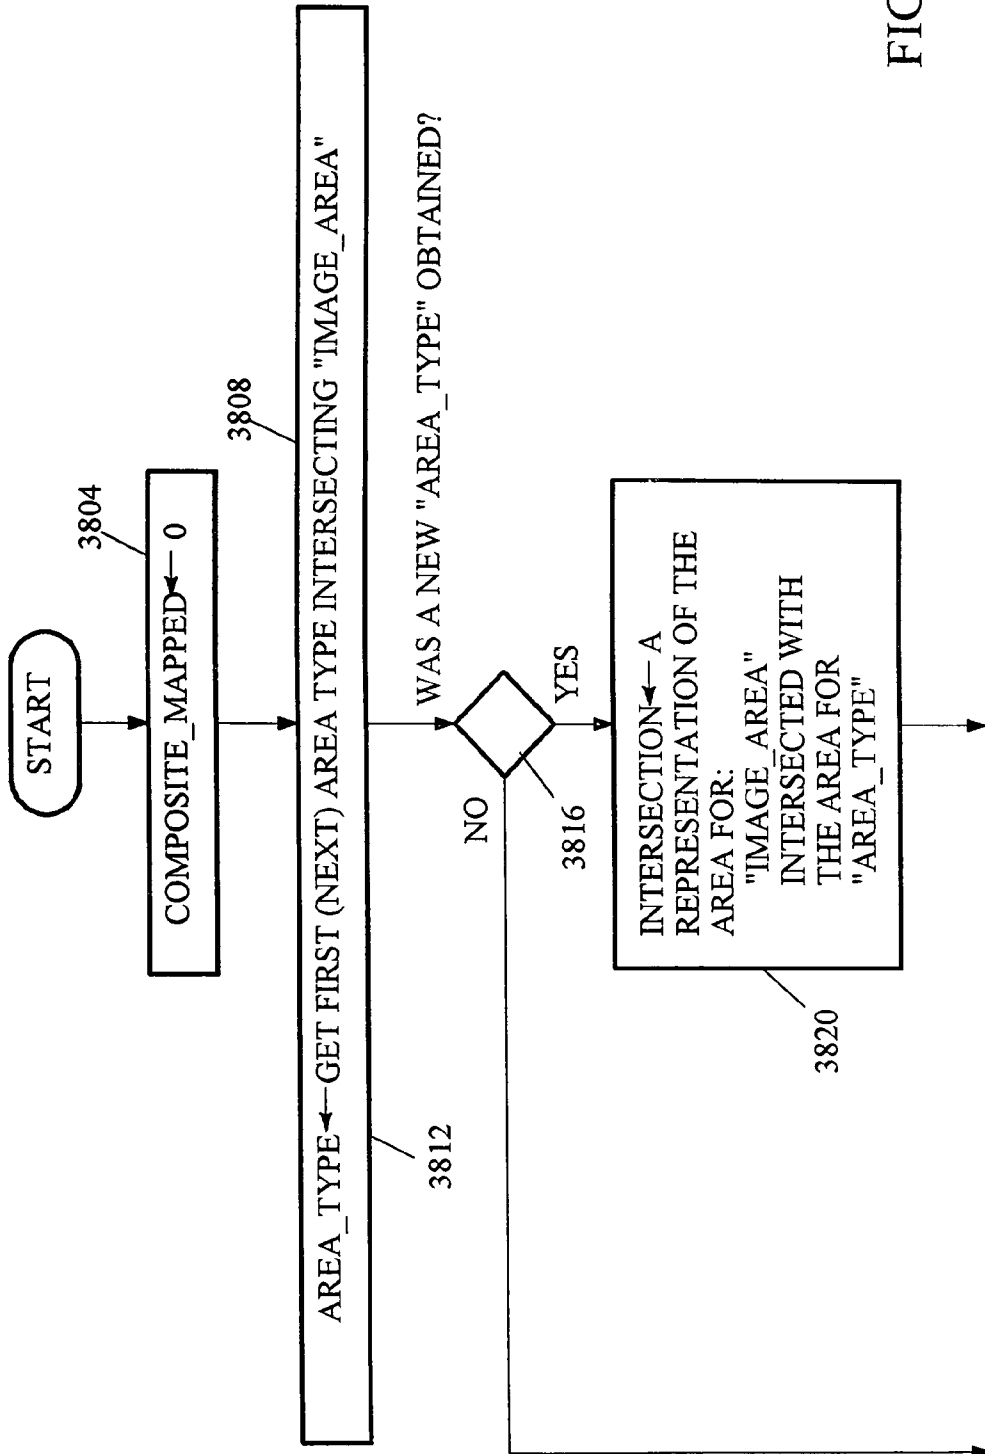 START
3804
COMPOSITE_MAPPED← 0
3808
AREA_TYPE←GET FIRST (NEXT) AREA TYPE INTERSECTING "IMAGE_AREA"
3812
WAS A NEW "AREA_TYPE" OBTAINED?
NO
3816
YES
INTERSECTION←A
REPRESENTATION OF THE
AREA FOR:
"IMAGE_AREA"
INTERSECTED WITH
THE AREA FOR
"AREA_TYPE"
3820